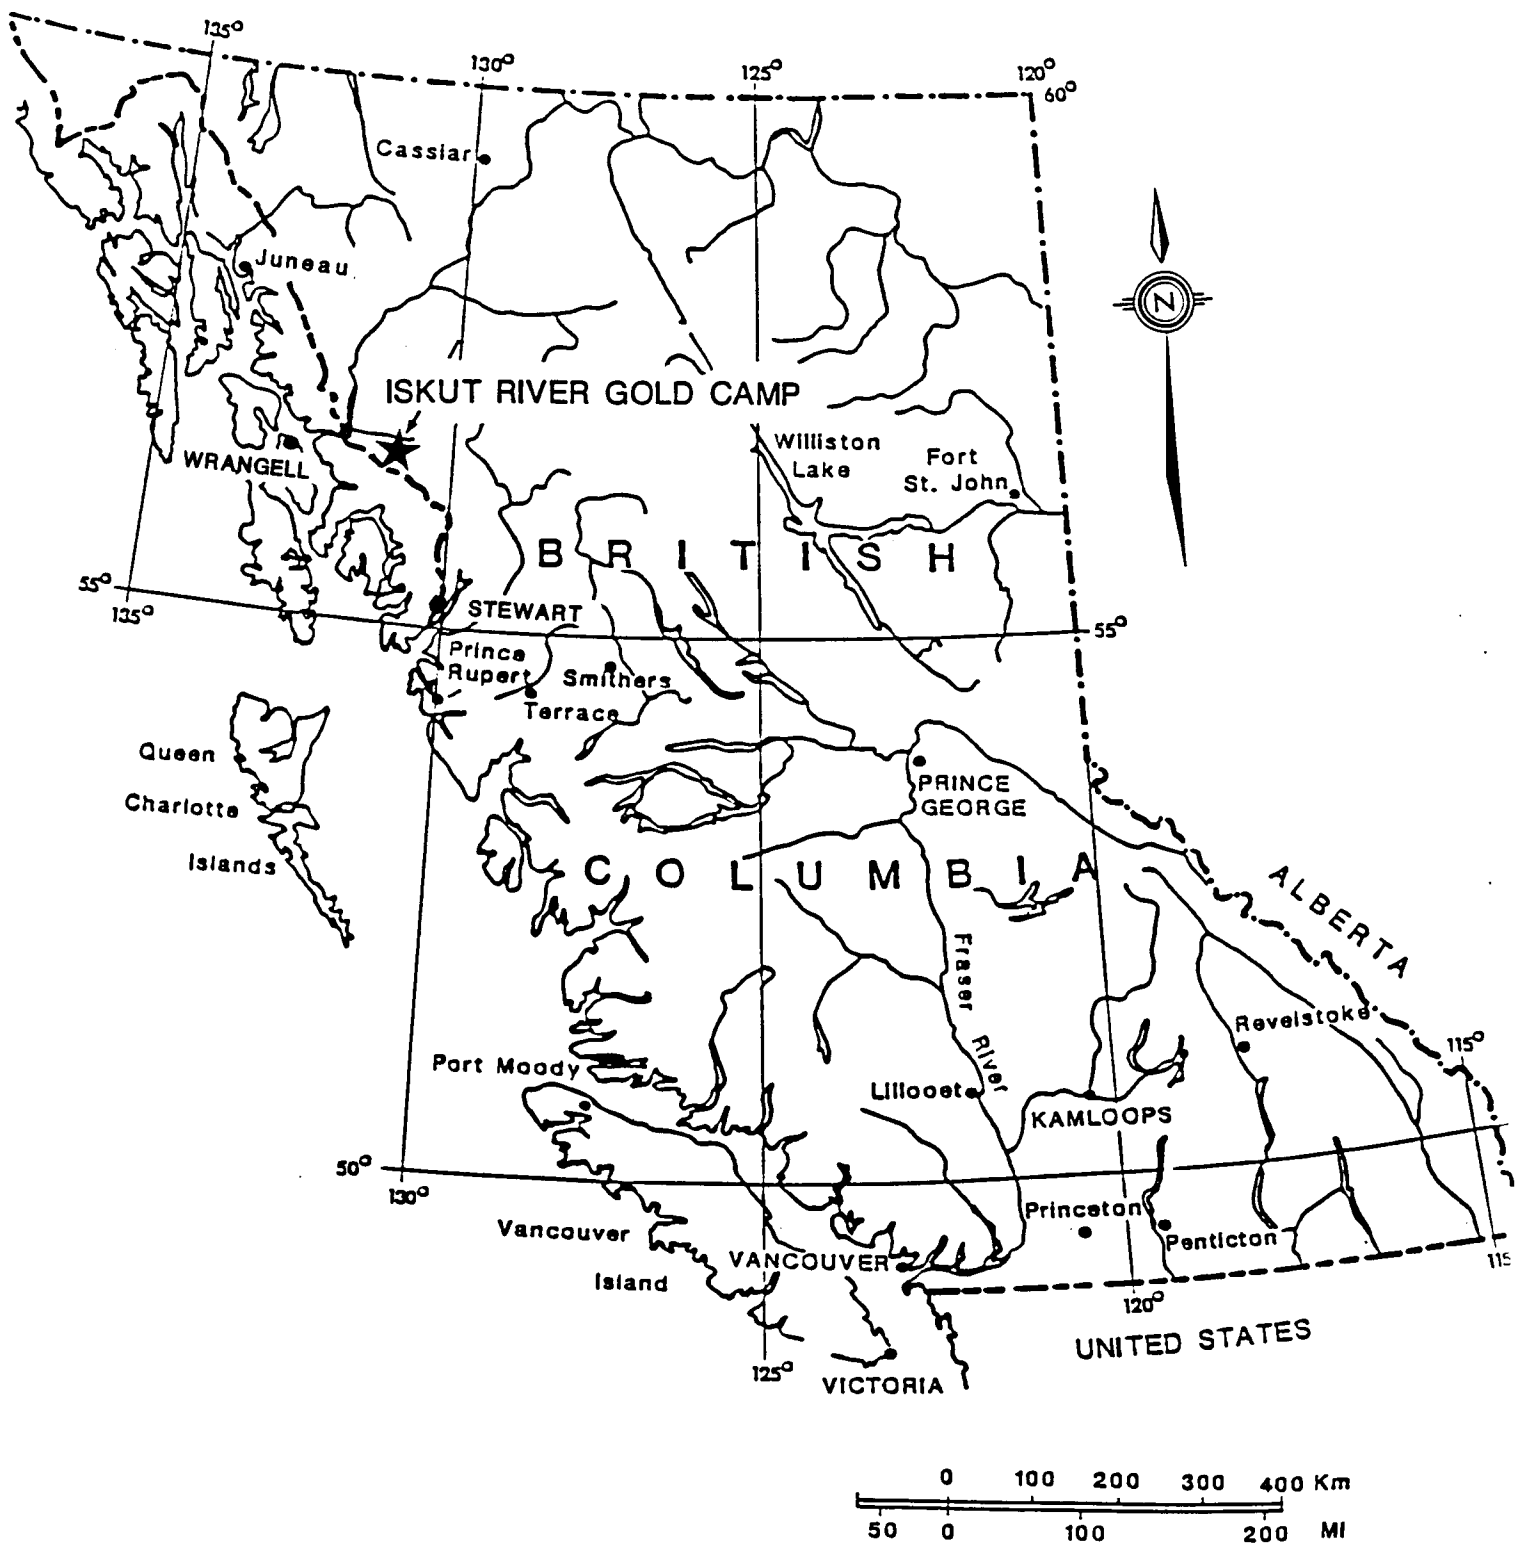 135°
130°
125°
120°
60°
Cassiar
Juneau
N
ISKUT RIVER GOLD CAMP
WRANGELL
Williston
Lake
Fort
St. John
BRITISH
55°
135°
STEWART
55°
Prince
Rupert
Smithers
Terrace
Queen
Charlotte
Islands
PRINCE
GEORGE
COLUMBIA
ALBERTA
Fraser
River
Revelstoke
115°
Port Moody
Lillooet
KAMLOOPS
50°
130°
Vancouver
Island
Princeton
Penticton
VANCOUVER
115
120°
UNITED STATES
125°
VICTORIA
0 100 200 300 400 Km
50 0 100 200 MI